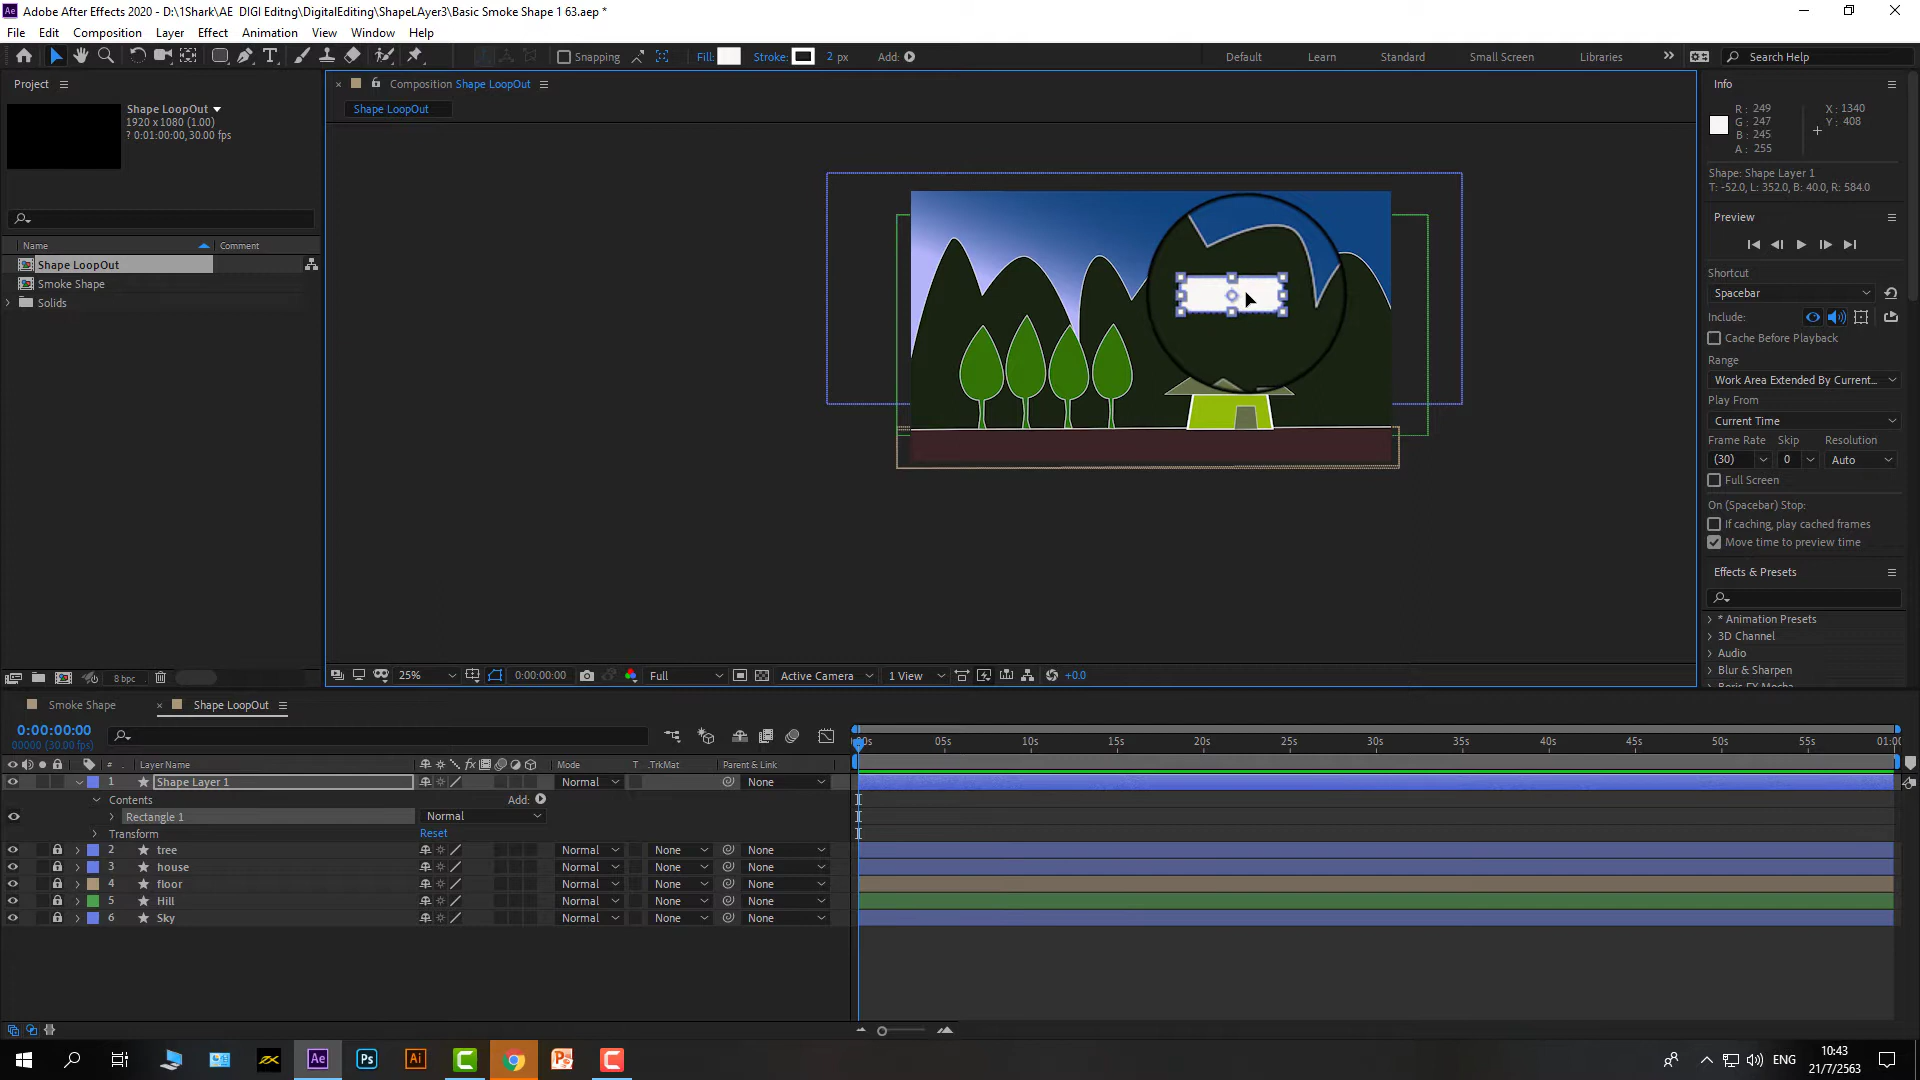 Adobe After Effects 2020 - D:\1Shark\AE  DIGI Editng\DigitalEditing\ShapeLAyer3\Basic Smoke Shape 1 63.aep *
File Edit Composition Layer Effect Animation View Window Help
Snapping Fill: Stroke: 2 px Add: Default Learn Standard Small Screen Libraries Search Help
Project
Shape LoopOut
1920 x 1080 (1.00)
? 0:01:00:00, 30.00 fps
Name Comment
Shape LoopOut
Smoke Shape
Solids
8 bpc
Composition Shape LoopOut
Shape LoopOut
25% 0:00:00:00 Full Active Camera 1 View +0.0
Info
R : 249
G : 247
B : 245
A : 255
X : 1340
Y : 408
Shape: Shape Layer 1
T: -52.0, L: 352.0, B: 40.0, R: 584.0
Preview
Shortcut
Spacebar
Include:
Cache Before Playback
Range
Work Area Extended By Current...
Play From
Current Time
Frame Rate Skip Resolution
(30) 0 Auto
Full Screen
On (Spacebar) Stop:
If caching, play cached frames
Move time to preview time
Effects & Presets
* Animation Presets
3D Channel
Audio
Blur & Sharpen
Boris FX Mocha
Smoke Shape Shape LoopOut
0:00:00:00
00000 (30.00 fps)
05s 10s 15s 20s 25s 30s 35s 40s 45s 50s 55s 01:00
# Layer Name Mode T .TrkMat Parent & Link
1 Shape Layer 1 Normal None
Contents Add:
Rectangle 1 Normal
Transform Reset
2 tree Normal None None
3 house Normal None None
4 floor Normal None None
5 Hill Normal None None
6 Sky Normal None None
ENG
10:43
21/7/2563